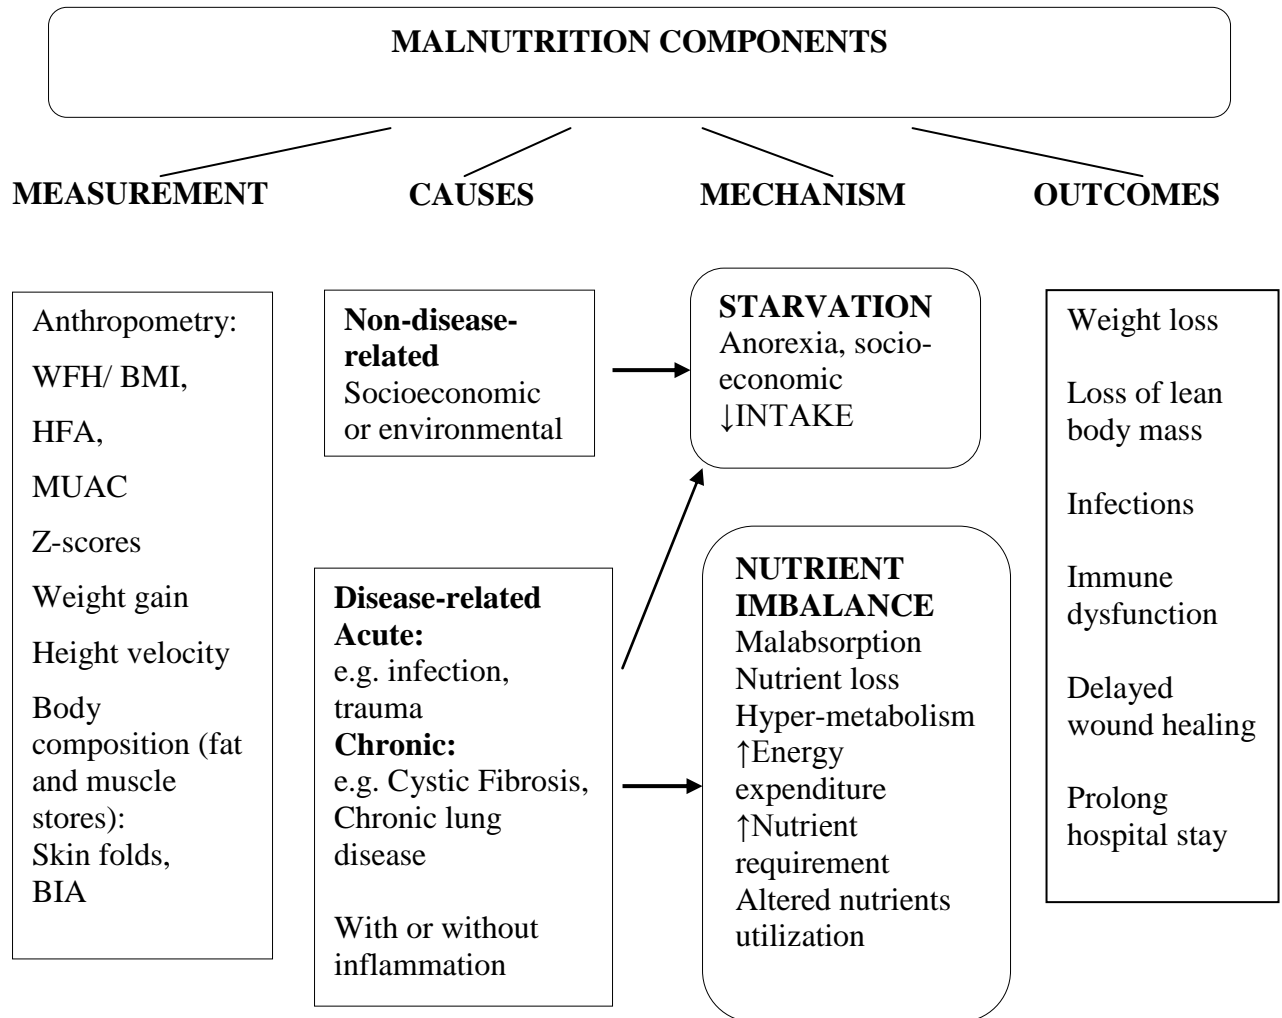 MALNUTRITION COMPONENTS
MEASUREMENT
CAUSES
MECHANISM
OUTCOMES
Anthropometry:
WFH/ BMI,
HFA,
MUAC
Z-scores
Weight gain
Height velocity
Body
composition (fat
and muscle
stores):
Skin folds,
BIA
Non-disease-
related
Socioeconomic
or environmental
Disease-related
Acute:
e.g. infection,
trauma
Chronic:
e.g. Cystic Fibrosis,
Chronic lung
disease
With or without
inflammation
STARVATION
Anorexia, socio-
economic
↓INTAKE
NUTRIENT
IMBALANCE
Malabsorption
Nutrient loss
Hyper-metabolism
↑Energy
expenditure
↑Nutrient
requirement
Altered nutrients
utilization
Weight loss
Loss of lean
body mass
Infections
Immune
dysfunction
Delayed
wound healing
Prolong
hospital stay